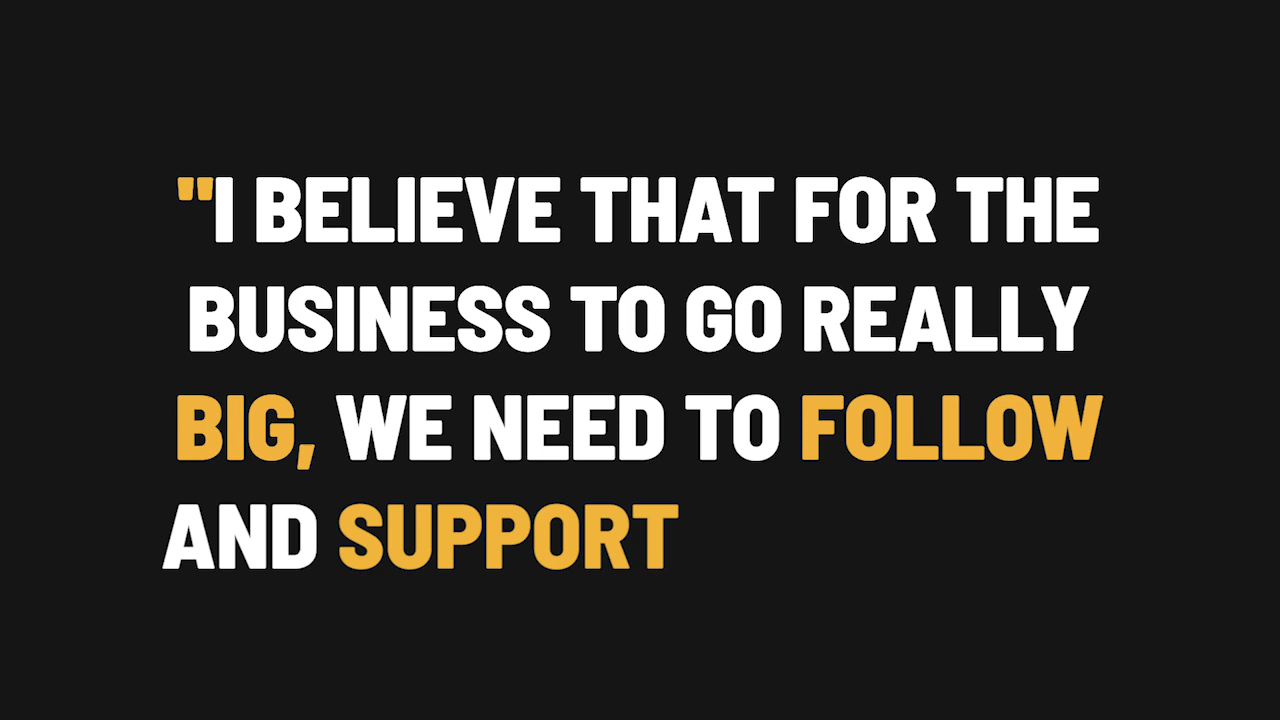 "I BELIEVE THAT FOR THE
BUSINESS TO GO REALLY
BIG, WE NEED TO FOLLOW
AND SUPPORT